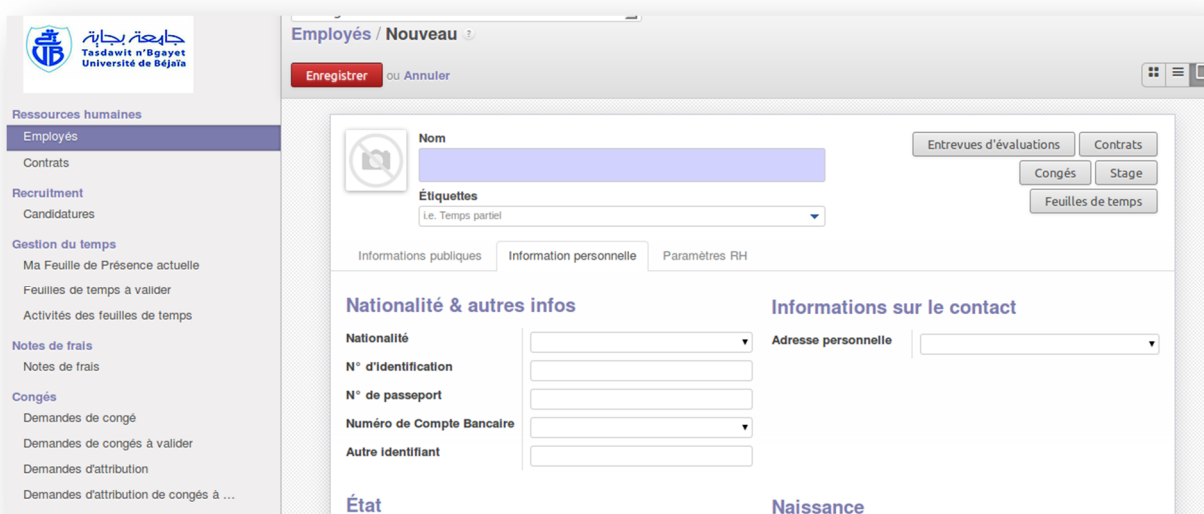 جامعة بجاية
Tasdawit n'Bgayet
Université de Béjaïa
Ressources humaines
Employés
Contrats
Recruitment
Candidatures
Gestion du temps
Ma Feuille de Présence actuelle
Feuilles de temps à valider
Activités des feuilles de temps
Notes de frais
Notes de frais
Congés
Demandes de congé
Demandes de congés à valider
Demandes d'attribution
Demandes d'attribution de congés à ...
Employés / Nouveau ?
Enregistrer ou Annuler
Nom
Étiquettes
i.e. Temps partiel
Entrevues d'évaluations Contrats
Congés Stage
Feuilles de temps
Informations publiques Information personnelle Paramètres RH
Nationalité & autres infos
Nationalité
N° d'identification
N° de passeport
Numéro de Compte Bancaire
Autre identifiant
Informations sur le contact
Adresse personnelle
État
Naissance